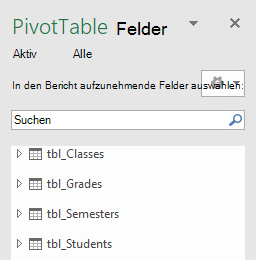 PivotTable Felder
Aktiv Alle
In den Bericht aufzunehmende Felder auswählen:
Suchen
tbl_Classes
tbl_Grades
tbl_Semesters
tbl_Students